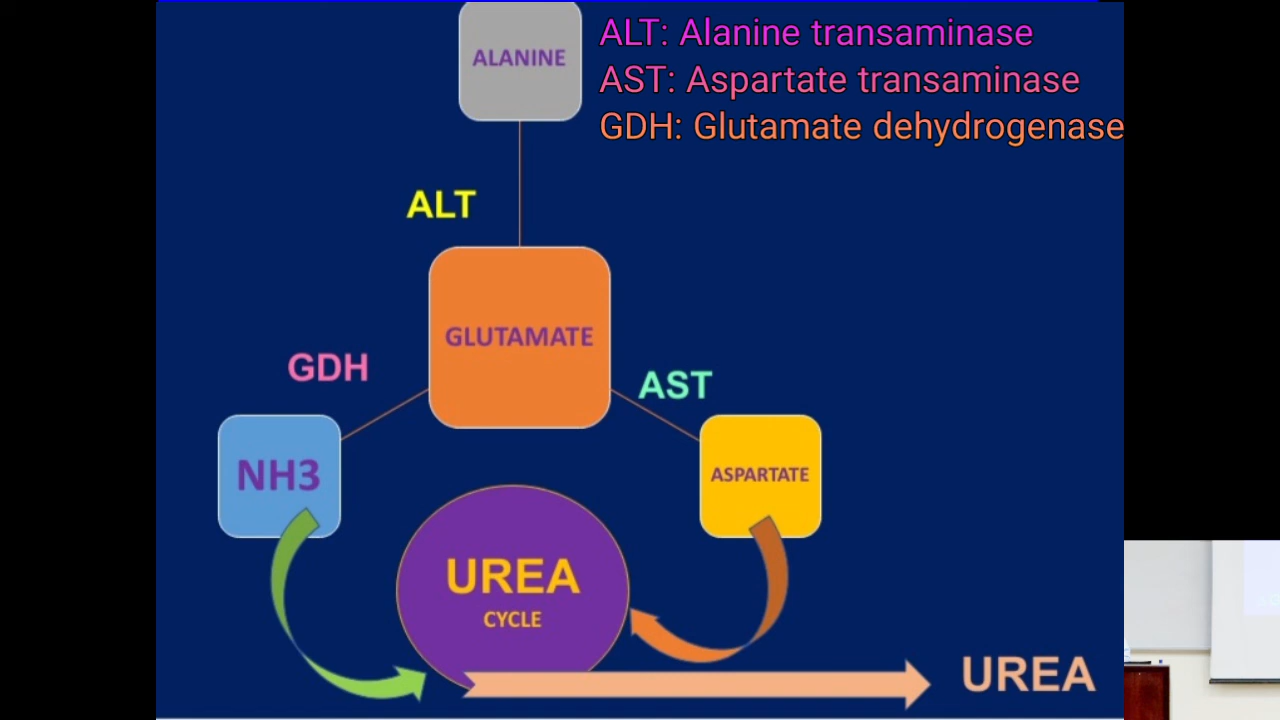 ALANINE
ALT: Alanine transaminase
AST: Aspartate transaminase
GDH: Glutamate dehydrogenase
ALT
GLUTAMATE
GDH
AST
NH3
ASPARTATE
UREA
CYCLE
UREA